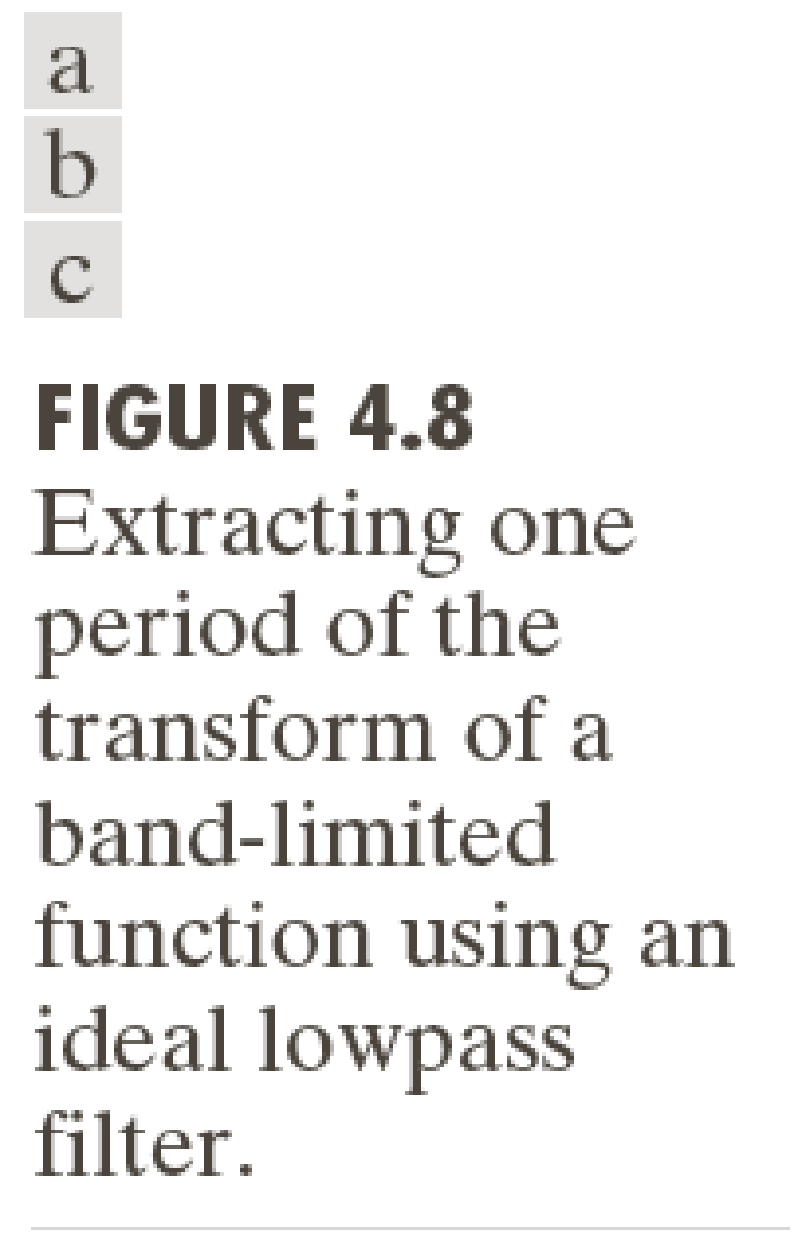 a
b
c
FIGURE 4.8
Extracting one
period of the
transform of a
band-limited
function using an
ideal lowpass
filter.